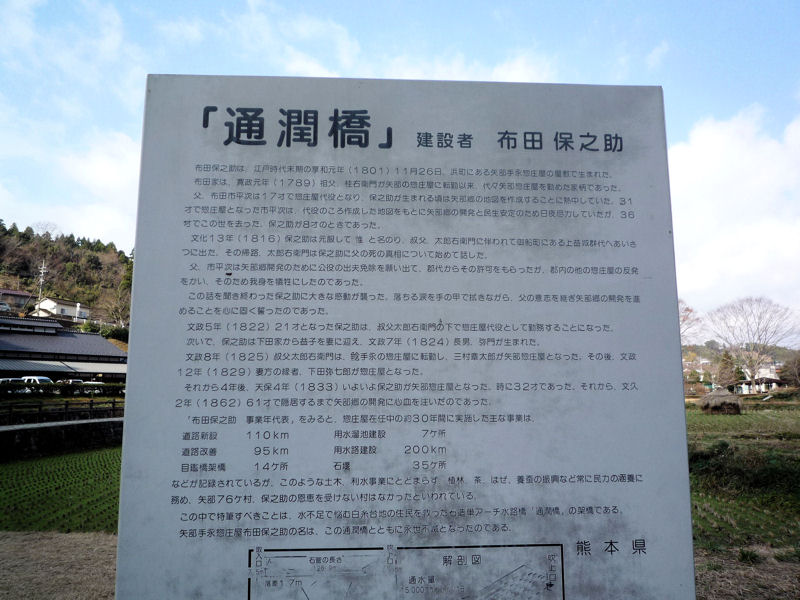 「通潤橋」 建設者 布田 保之助
布田保之助は、江戸時代末期の享和元年（1801）11月26日、浜町にある矢部手永惣庄屋の屋敷で生まれた。
布田家は、寛政元年（1789）祖父、桂右衛門が矢部の惣庄屋に転勤以来、代々矢部惣庄屋を勤めた家柄であった。
父、布田市平次は17才で惣庄屋代役となり、保之助が生まれる頃は矢部郷の地図を作成することに熱中していた。31
才で惣庄屋となった市平次は、代役のころ作成した地図をもとに矢部郷の開発と民生安定のため日夜尽力していたが、36
才でこの世を去った。保之助が8才のときであった。
文化13年（1816）保之助は元服して 惟 と名のり、叔父、太郎右衛門に伴われて御船町にある上益城郡代へあいさ
つに出た。その帰路、太郎右衛門は保之助に父の死の真相について始めて話した。
父、市平次は矢部郷開発のために公役の出夫免除を願い出て、郡代からその許可をもらったが、郡内の他の惣庄屋の反発
をかい、そのため我身を犠牲にしたのであった。
この話を聞き終わった保之助に大きな感動が襲った。落ちる涙を手の甲で拭きながら、父の意志を継ぎ矢部郷の開発を進
めることを心に固く誓ったのであった。
文政5年（1822）21才となった保之助は、叔父太郎右衛門の下で惣庄屋代役として勤務することになった。
次いで、保之助は下田家から益子を妻に迎え、文政7年（1824）長男、弥門が生まれた。
文政8年（1825）叔父太郎右衛門は、鯰手永の惣庄屋に転勤し、三村章太郎が矢部惣庄屋となった。その後、文政
12年（1829）妻方の縁者、下田弥七郎が惣庄屋となった。
それから4年後、天保4年（1833）いよいよ保之助が矢部惣庄屋となった。時に32才であった。それから、文久
2年（1862）61才で隠居するまで矢部郷の開発に心血を注いだのであった。
「布田保之助 事業年代表」をみると、惣庄屋在任中の約30年間に実施した主な事業は、
道路新設 110km 用水溜池建設 7ケ所
道路改善 95km 用水路建設 200km
目鑑橋架橋 14ケ所 石堰 35ケ所
などが記録されているが、このような土木、利水事業にとどまらず、植林、茶、はぜ、養蚕の振興など常に民力の涵養に
務め、矢部76ケ村、保之助の恩恵を受けない村はなかったといわれている。
この中で特筆すべきことは、水不足で悩む白糸台地の住民を救った石造単アーチ水路橋「通潤橋」の架橋である。
矢部手永惣庄屋布田保之助の名は、この通潤橋とともに永世不滅となったのである。
熊本県
取入口
石管の長さ
吹上口
解剖図
吹上口
落差1.7m
通水量